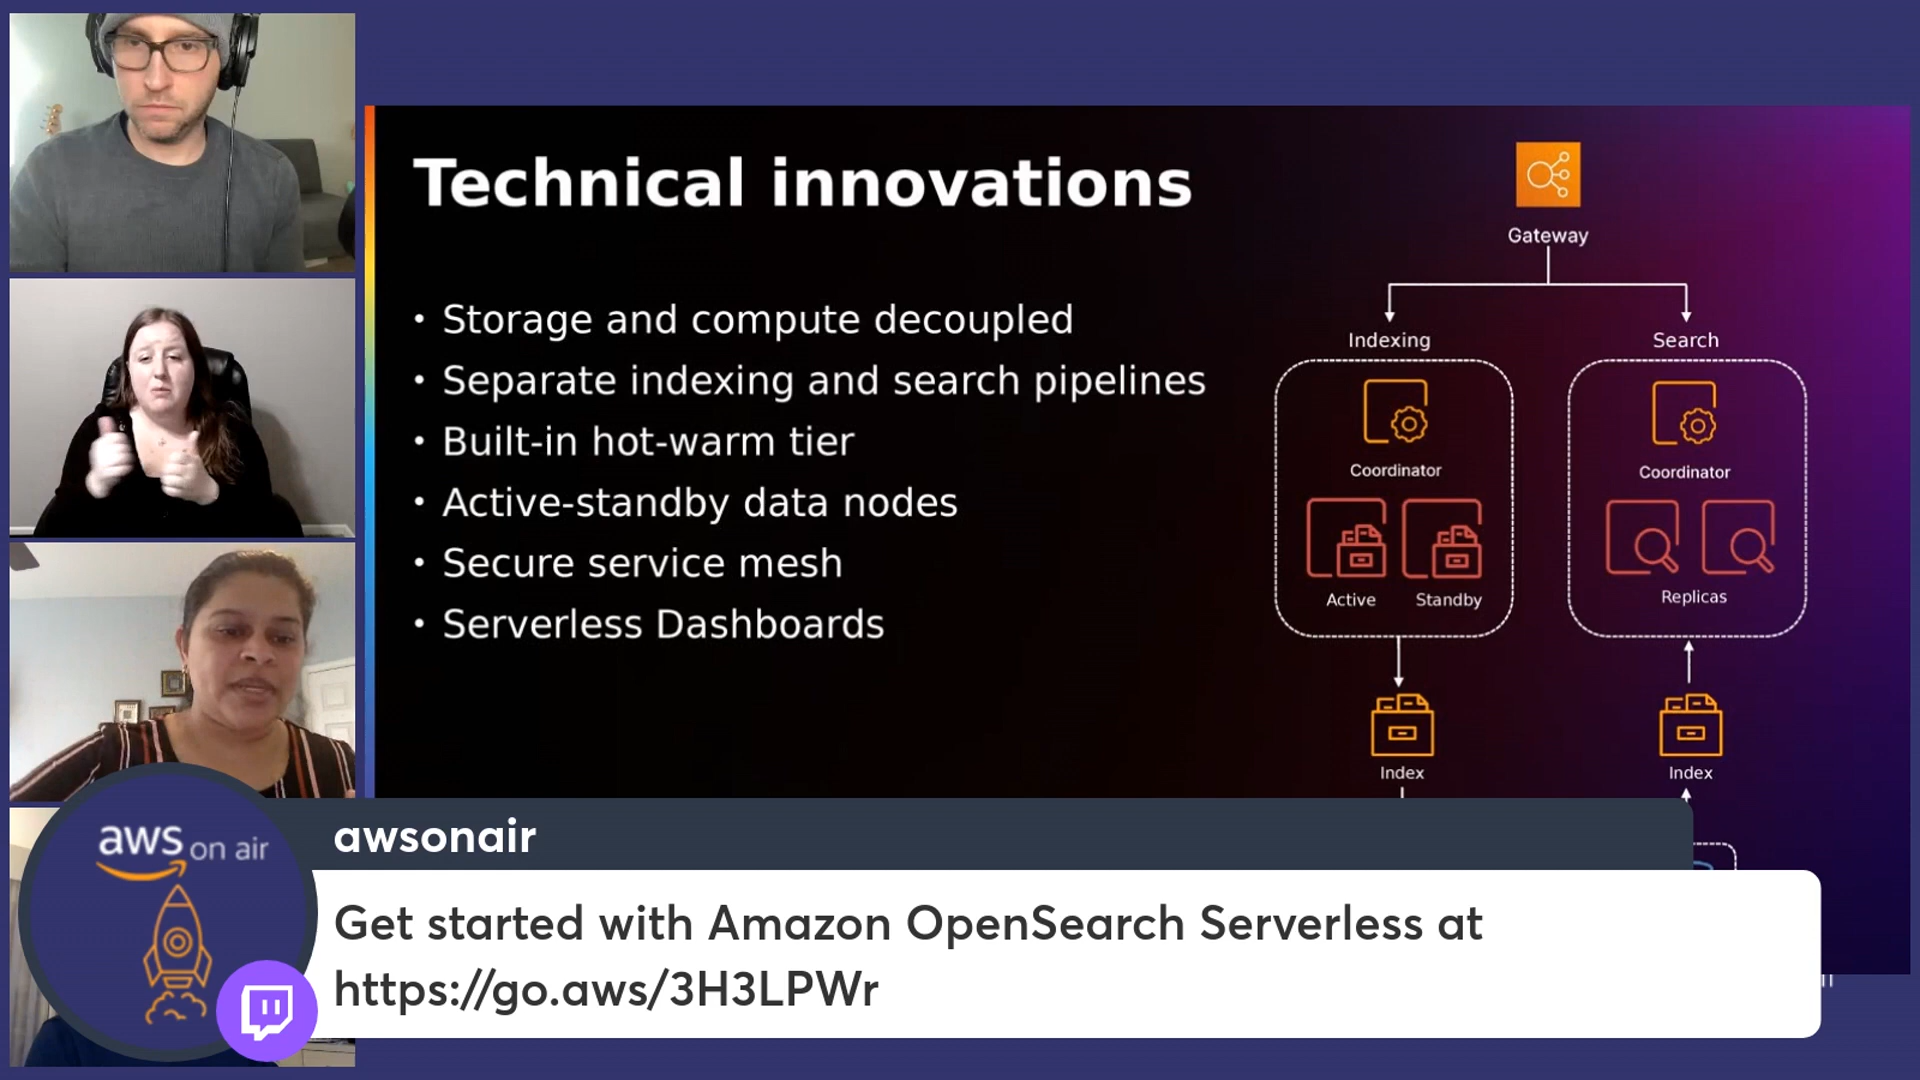 Technical innovations
• Storage and compute decoupled
• Separate indexing and search pipelines
• Built-in hot-warm tier
• Active-standby data nodes
• Secure service mesh
• Serverless Dashboards
Gateway
Indexing
Search
Coordinator
Coordinator
Active
Standby
Replicas
Index
Index
aws on air
awsonair
Get started with Amazon OpenSearch Serverless at
https://go.aws/3H3LPWr